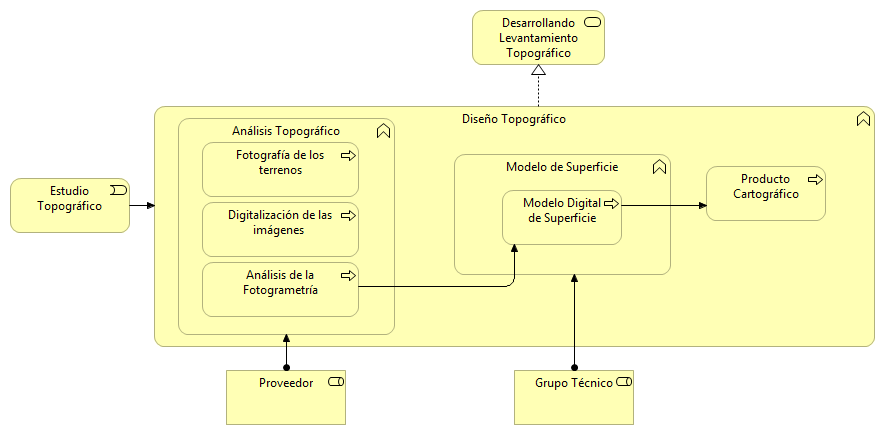 Desarrollando
Levantamiento
Topográfico
Diseño Topográfico
Análisis Topográfico
Fotografía de los
terrenos
Digitalización de las
imágenes
Análisis de la
Fotogrametría
Modelo de Superficie
Modelo Digital
de Superficie
Producto
Cartográfico
Estudio
Topográfico
Proveedor
Grupo Técnico